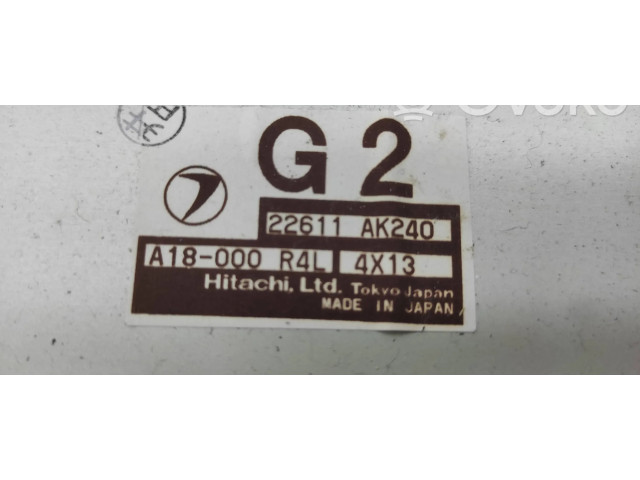 G 2
22611 AK240
A18-000 R4L 4X13
Hitachi, Ltd. Tokyo Japan
MADE IN JAPAN